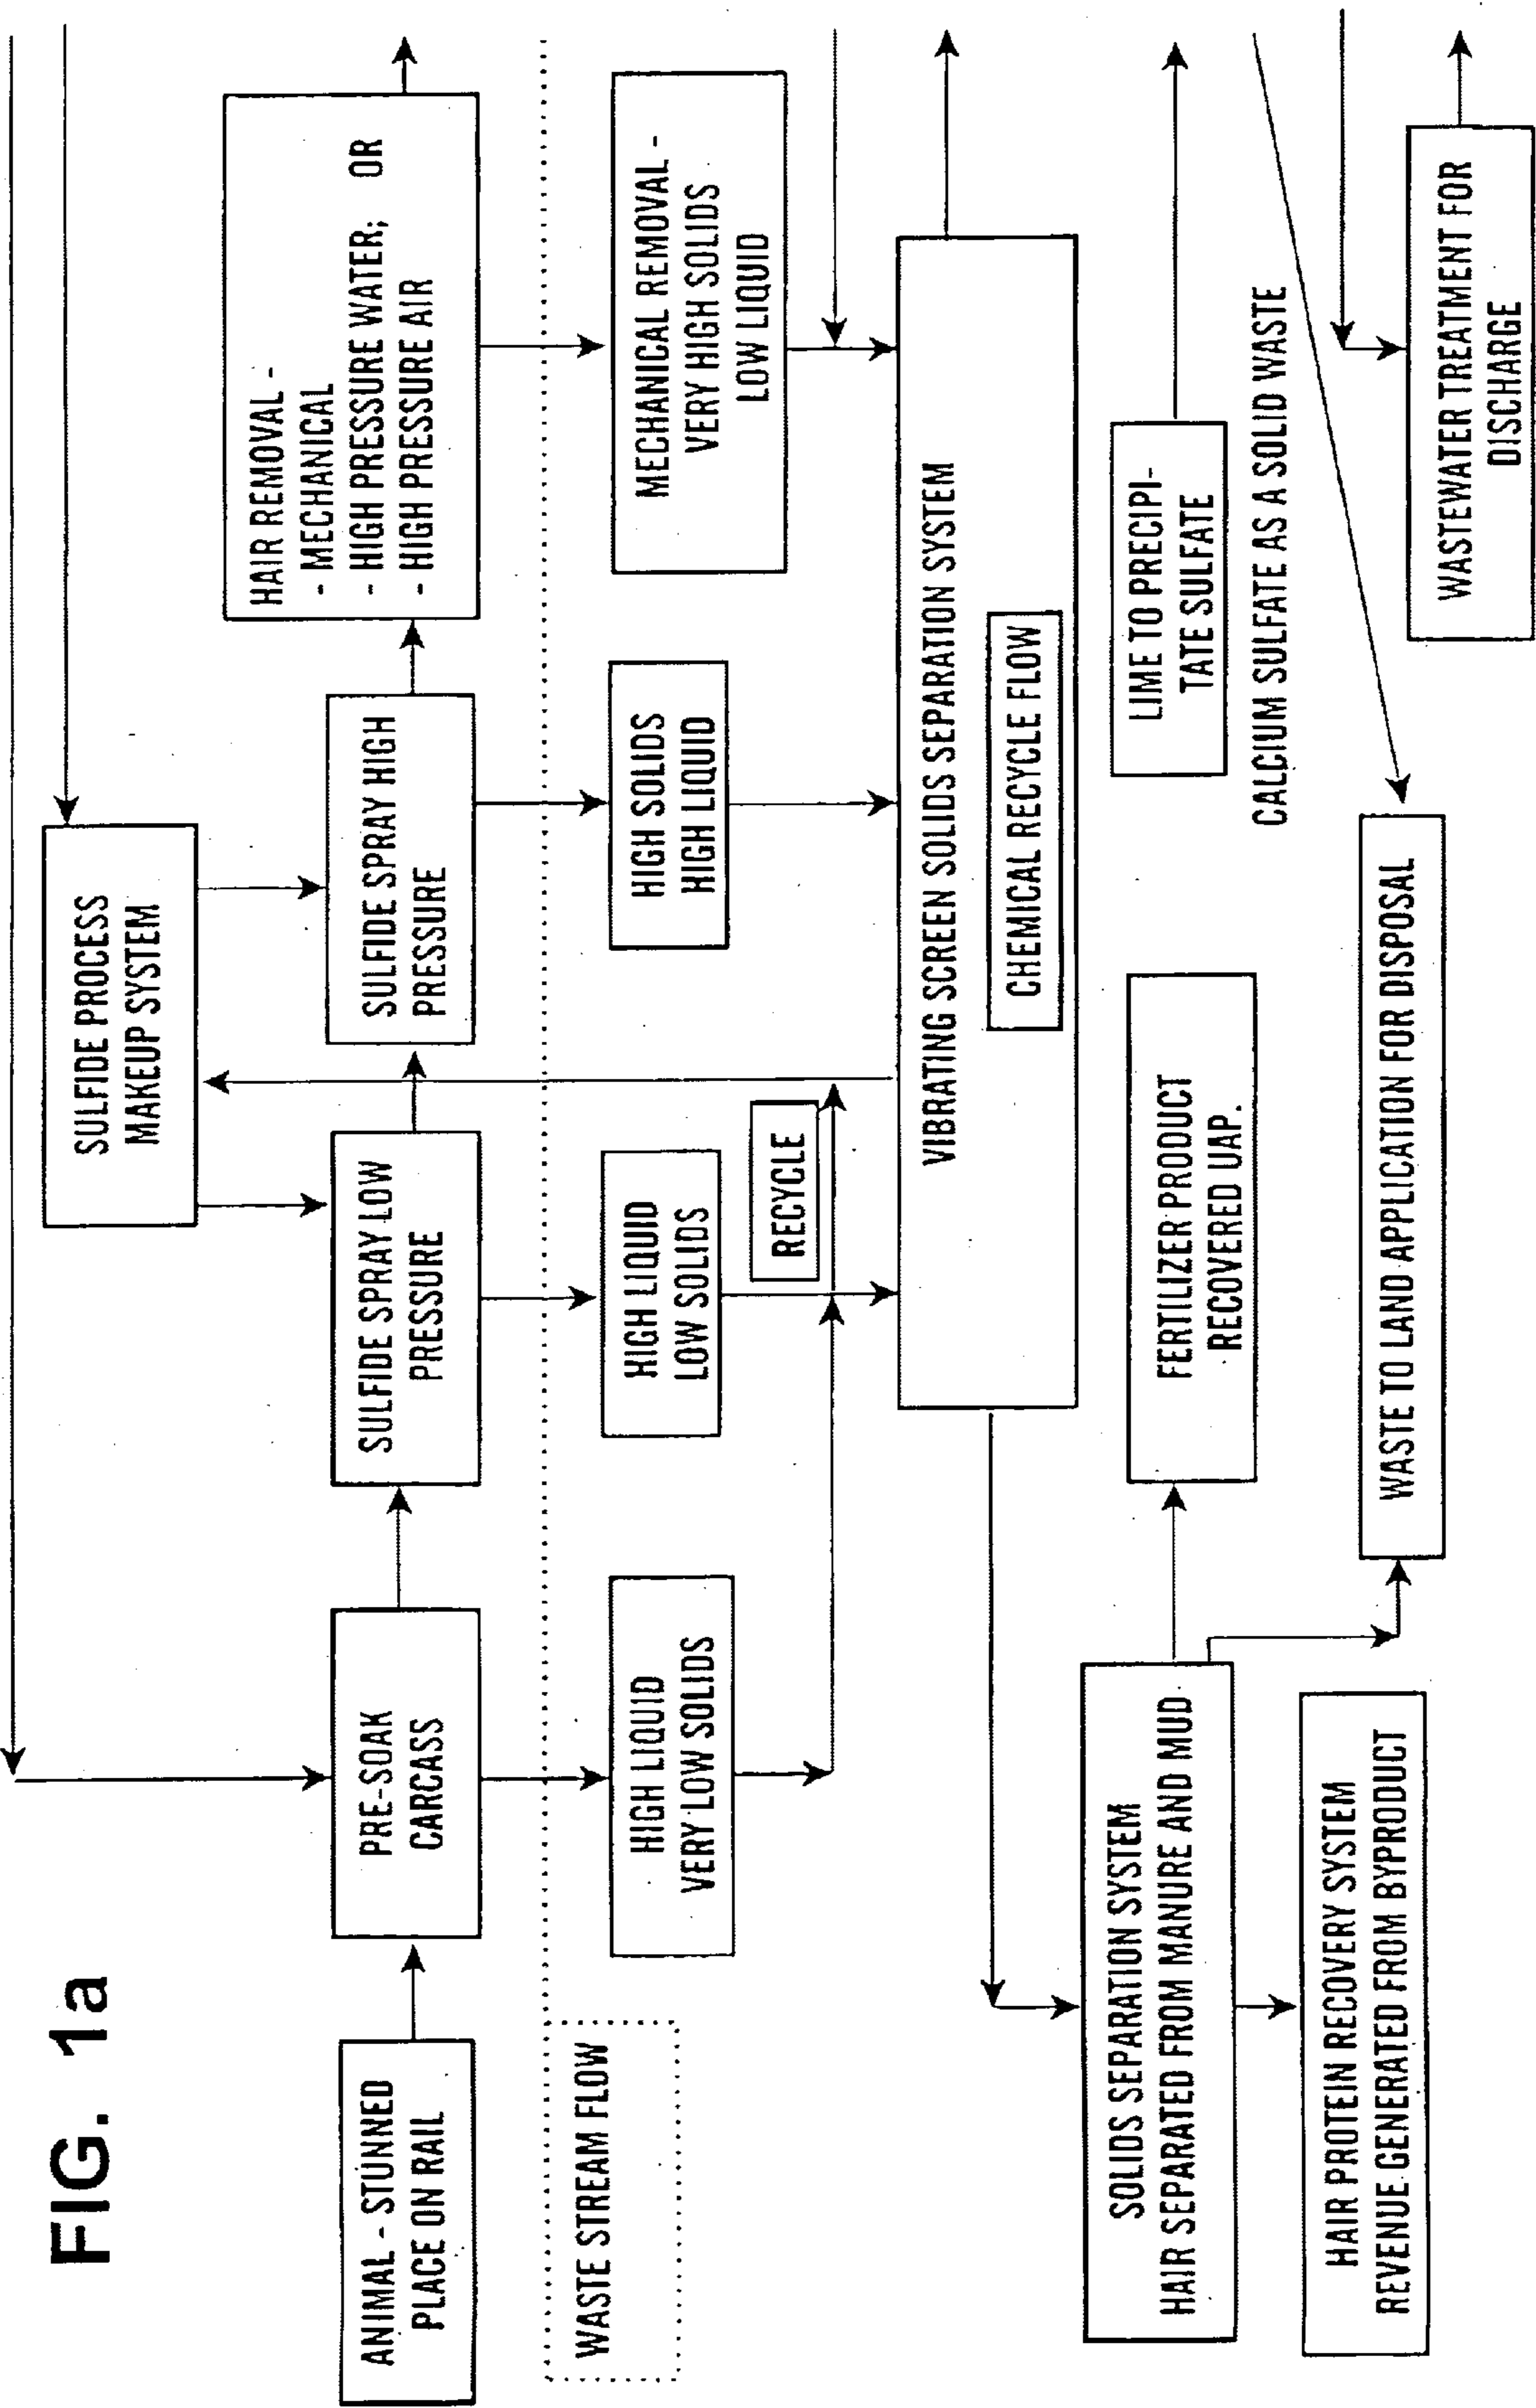 FIG. 1a
SULFIDE PROCESS
MAKEUP SYSTEM
ANIMAL - STUNNED
PLACE ON RAIL
PRE-SOAK
CARCASS
SULFIDE SPRAY LOW
PRESSURE
SULFIDE SPRAY HIGH
PRESSURE
HAIR REMOVAL -
- MECHANICAL
- HIGH PRESSURE WATER; OR
- HIGH PRESSURE AIR
WASTE STREAM FLOW
HIGH LIQUID
VERY LOW SOLIDS
HIGH LIQUID
LOW SOLIDS
HIGH SOLIDS
HIGH LIQUID
MECHANICAL REMOVAL -
VERY HIGH SOLIDS
LOW LIQUID
RECYCLE
VIBRATING SCREEN SOLIDS SEPARATION SYSTEM
CHEMICAL RECYCLE FLOW
SOLIDS SEPARATION SYSTEM
HAIR SEPARATED FROM MANURE AND MUD
FERTILIZER PRODUCT
RECOVERED UAP.
LIME TO PRECIPI-
TATE SULFATE
CALCIUM SULFATE AS A SOLID WASTE
HAIR PROTEIN RECOVERY SYSTEM
REVENUE GENERATED FROM BYPRODUCT
WASTE TO LAND APPLICATION FOR DISPOSAL
WASTEWATER TREATMENT FOR
DISCHARGE